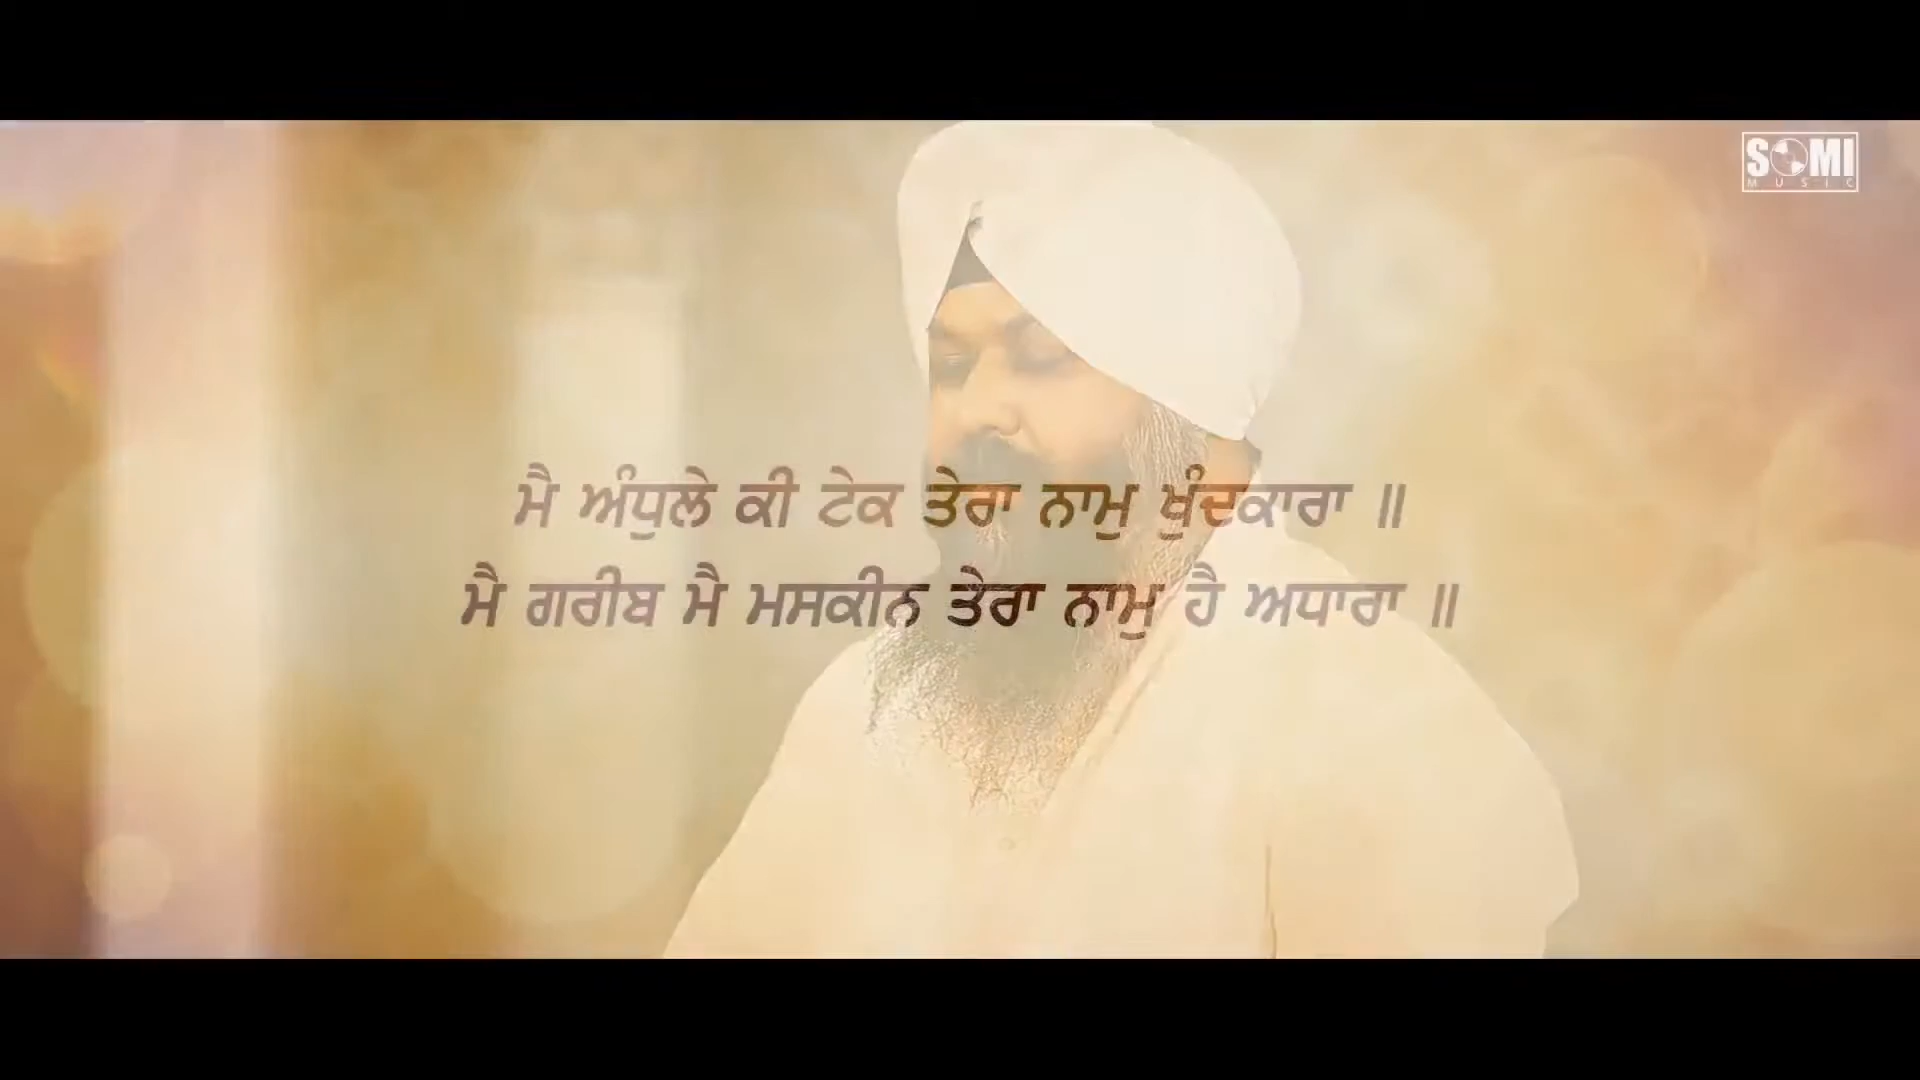 SOMI
MUSIC
ਮੈ ਅੰਧੁਲੇ ਕੀ ਟੇਕ ਤੇਰਾ ਨਾਮੁ ਖੁੰਦਕਾਰਾ ॥
ਮੈ ਗਰੀਬ ਮੈ ਮਸਕੀਨ ਤੇਰਾ ਨਾਮੁ ਹੈ ਅਧਾਰਾ ॥